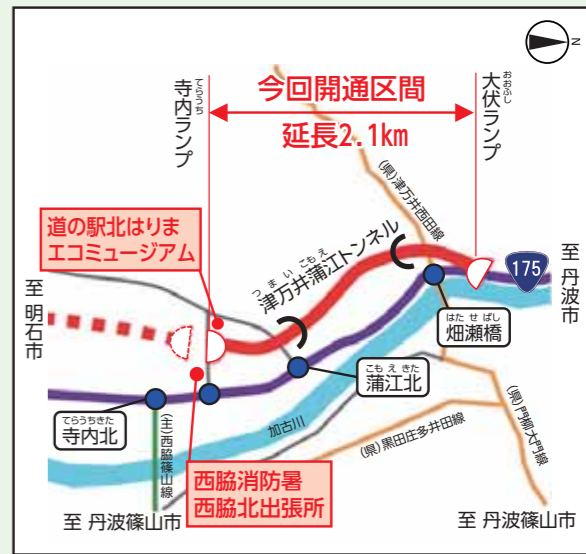 N
今回開通区間
延長2.1km
てらうち
寺内ランプ
おおぶし
大伏ランプ
(県)津万井西田線
道の駅北はりま
エコミュージアム
つまいこもえ
津万井蒲江トンネル
175
至 丹波市
至 明石市
はたせばし
畑瀬橋
こもえきた
蒲江北
てらうちきた
寺内北
(主)西脇篠山線
加古川
(県)黒田庄多井田線
(県)門柳大門線
西脇消防暑
西脇北出張所
至 丹波篠山市
至 丹波篠山市